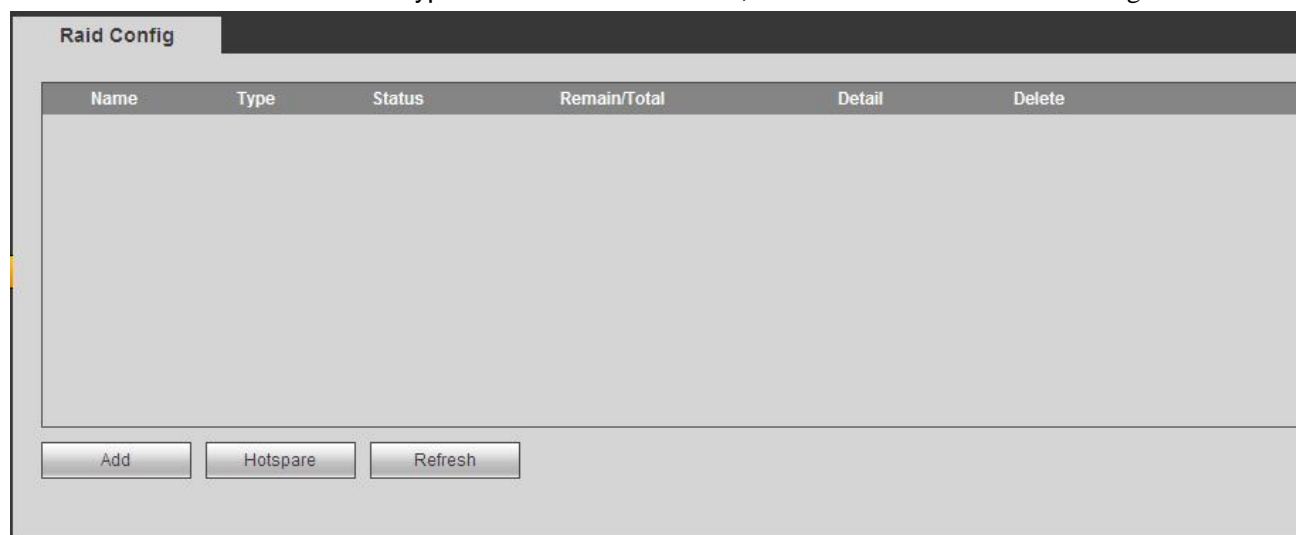 Raid Config
Name Type Status Remain/Total Detail Delete
Add Hotspare Refresh